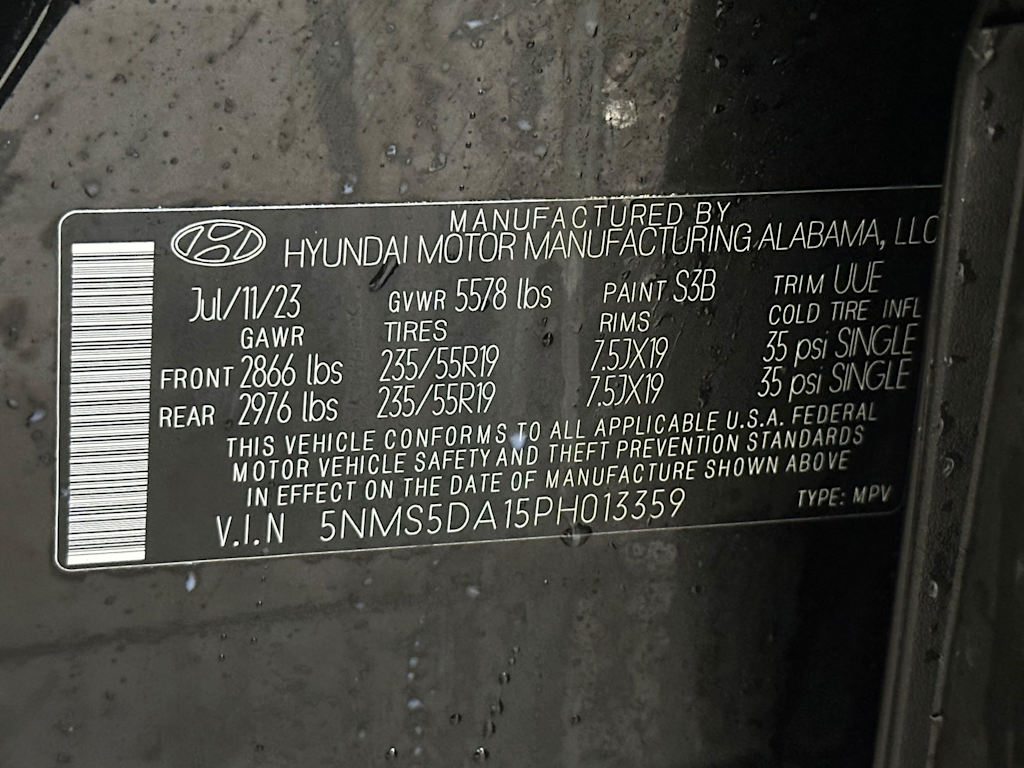 MANUFACTURED BY
HYUNDAI MOTOR MANUFACTURING ALABAMA, LLC
Jul/11/23 GVWR 5578 lbs PAINT S3B TRIM UUE
GAWR TIRES RIMS COLD TIRE INFL
FRONT 2866 lbs 235/55R19 7.5JX19 35 psi SINGLE
REAR 2976 lbs 235/55R19 7.5JX19 35 psi SINGLE
THIS VEHICLE CONFORMS TO ALL APPLICABLE U.S.A. FEDERAL
MOTOR VEHICLE SAFETY AND THEFT PREVENTION STANDARDS
IN EFFECT ON THE DATE OF MANUFACTURE SHOWN ABOVE
V.I.N 5NMS5DA15PH013359 TYPE: MPV